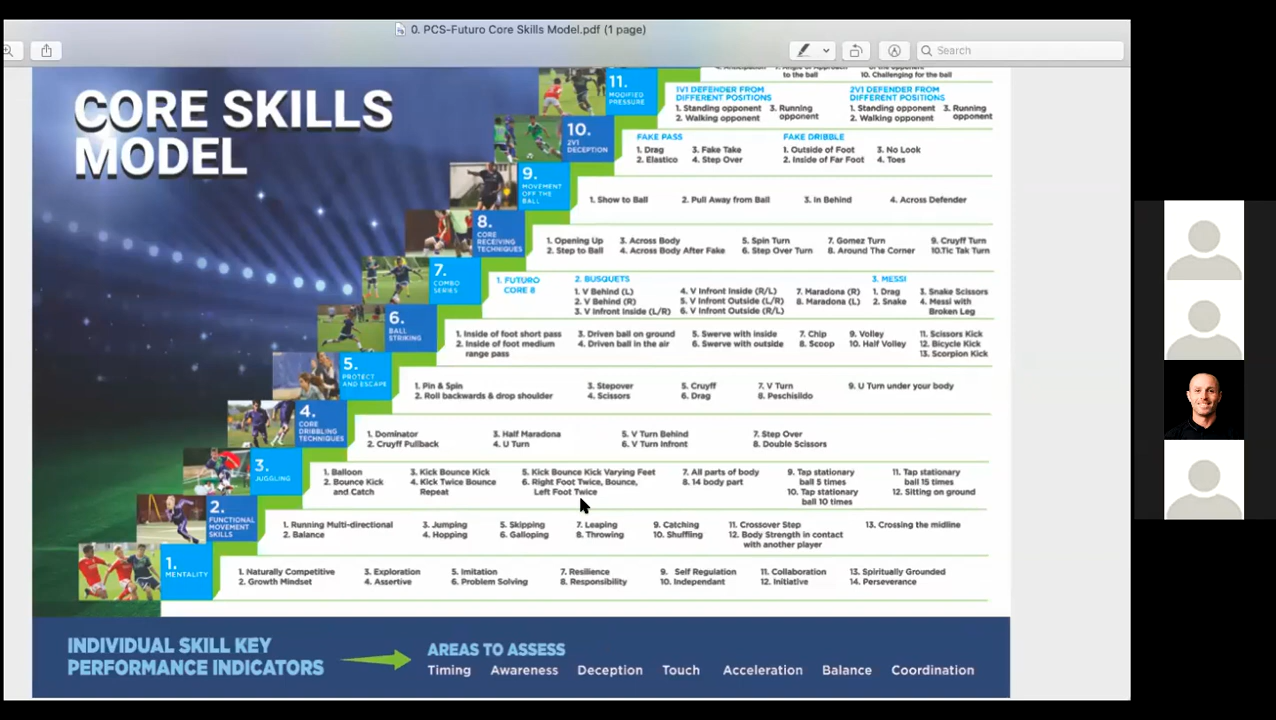 0. PCS-Futuro Core Skills Model.pdf (1 page)
Search
CORE SKILLS
MODEL
to the ball
10. Challenging for the ball
11.
MODIFIED
PRESSURE
1V1 DEFENDER FROM
DIFFERENT POSITIONS
1. Standing opponent
2. Walking opponent
3. Running
opponent
2V1 DEFENDER FROM
DIFFERENT POSITIONS
1. Standing opponent
2. Walking opponent
3. Running
opponent
10.
2V1
DECEPTION
FAKE PASS
1. Drag
2. Elastico
3. Fake Take
4. Step Over
FAKE DRIBBLE
1. Outside of Foot
2. Inside of Far Foot
3. No Look
4. Toes
9.
MOVEMENT
OFF THE
BALL
1. Show to Ball
2. Pull Away from Ball
3. In Behind
4. Across Defender
8.
CORE
RECEIVING
TECHNIQUES
1. Opening Up
2. Step to Ball
3. Across Body
4. Across Body After Fake
5. Spin Turn
6. Step Over Turn
7. Gomez Turn
8. Around The Corner
9. Cruyff Turn
10.Tic Tak Turn
7.
COMBO
SERIES
1. FUTURO
CORE 8
2. BUSQUETS
1. V Behind (L)
2. V Behind (R)
3. V Infront Inside (L/R)
4. V Infront Inside (R/L)
5. V Infront Outside (L/R)
6. V Infront Outside (R/L)
7. Maradona (R)
8. Maradona (L)
3. MESSI
1. Drag
2. Snake
3. Snake Scissors
4. Messi with
Broken Leg
6.
BALL
STRIKING
1. Inside of foot short pass
2. Inside of foot medium
range pass
3. Driven ball on ground
4. Driven ball in the air
5. Swerve with inside
6. Swerve with outside
7. Chip
8. Scoop
9. Volley
10. Half Volley
11. Scissors Kick
12. Bicycle Kick
13. Scorpion Kick
5.
PROTECT
AND ESCAPE
1. Pin & Spin
2. Roll backwards & drop shoulder
3. Stepover
4. Scissors
5. Cruyff
6. Drag
7. V Turn
8. Peschisildo
9. U Turn under your body
4.
CORE
DRIBBLING
TECHNIQUES
1. Dominator
2. Cruyff Pullback
3. Half Maradona
4. U Turn
5. V Turn Behind
6. V Turn Infront
7. Step Over
8. Double Scissors
3.
JUGGLING
1. Balloon
2. Bounce Kick
and Catch
3. Kick Bounce Kick
4. Kick Twice Bounce
Repeat
5. Kick Bounce Kick Varying Feet
6. Right Foot Twice, Bounce,
Left Foot Twice
7. All parts of body
8. 14 body part
9. Tap stationary
ball 5 times
10. Tap stationary
ball 10 times
11. Tap stationary
ball 15 times
12. Sitting on ground
2.
FUNCTIONAL
MOVEMENT
SKILLS
1. Running Multi-directional
2. Balance
3. Jumping
4. Hopping
5. Skipping
6. Galloping
7. Leaping
8. Throwing
9. Catching
10. Shuffling
11. Crossover Step
12. Body Strength in contact
with another player
13. Crossing the midline
1.
MENTALITY
1. Naturally Competitive
2. Growth Mindset
3. Exploration
4. Assertive
5. Imitation
6. Problem Solving
7. Resilience
8. Responsibility
9. Self Regulation
10. Independant
11. Collaboration
12. Initiative
13. Spiritually Grounded
14. Perseverance
INDIVIDUAL SKILL KEY
PERFORMANCE INDICATORS
AREAS TO ASSESS
Timing Awareness Deception Touch Acceleration Balance Coordination